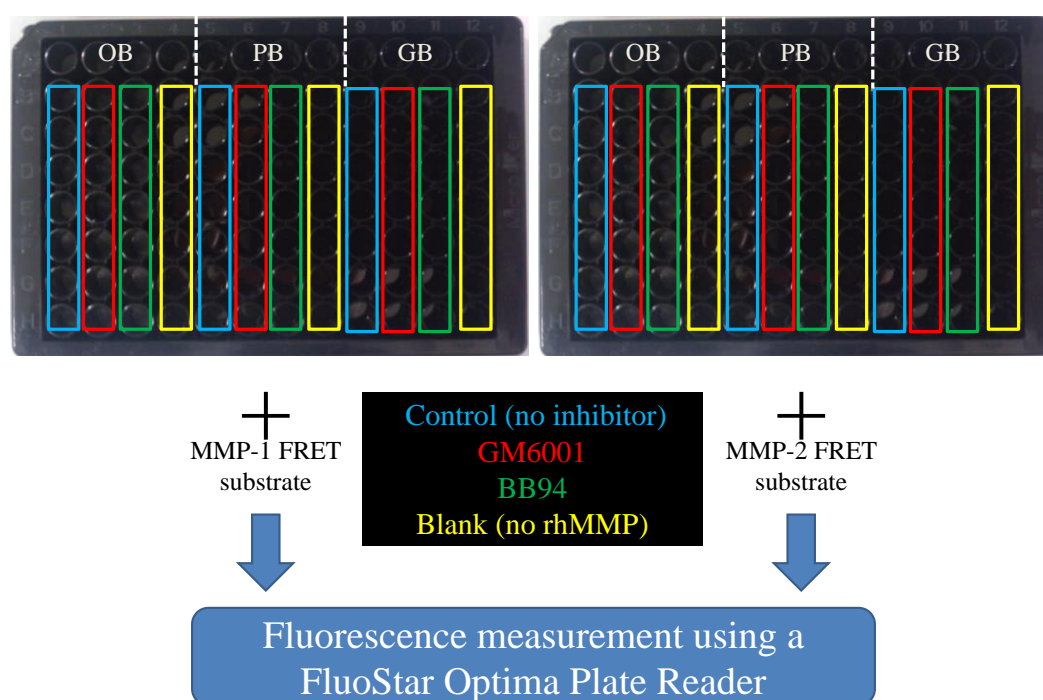 OB PB GB
OB PB GB
MMP-1 FRET
substrate
Control (no inhibitor)
GM6001
BB94
Blank (no rhMMP)
MMP-2 FRET
substrate
Fluorescence measurement using a
FluoStar Optima Plate Reader